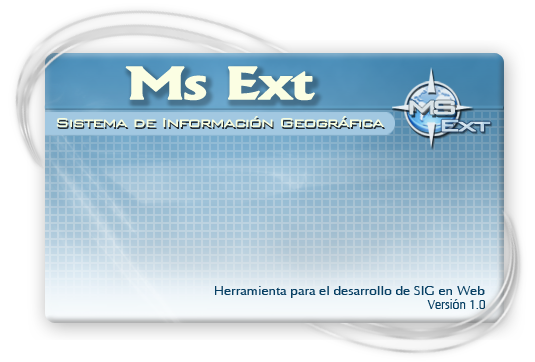 Ms Ext
Sistema de Información Geográfica
MS
Ext
Herramienta para el desarrollo de SIG en Web
Versión 1.0